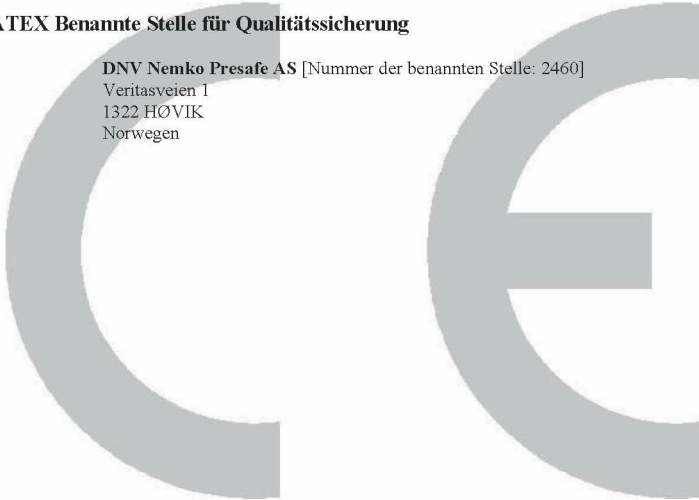 ATEX Benannte Stelle für Qualitätssicherung
DNV Nemko Presafe AS [Nummer der benannten Stelle: 2460]
Veritasveien 1
1322 HØVIK
Norwegen